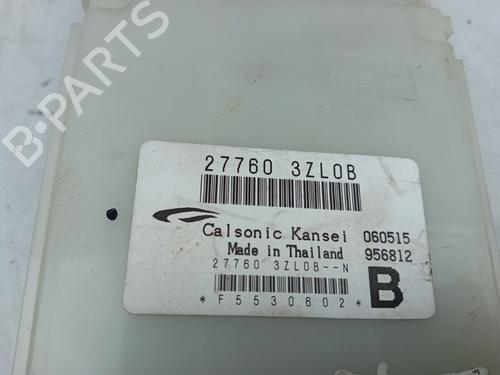 B-PARTS
27760 3ZL0B
Calsonic Kansei 060515
Made in Thailand 956812
27760 3ZL0B--N
B
*F5530602*